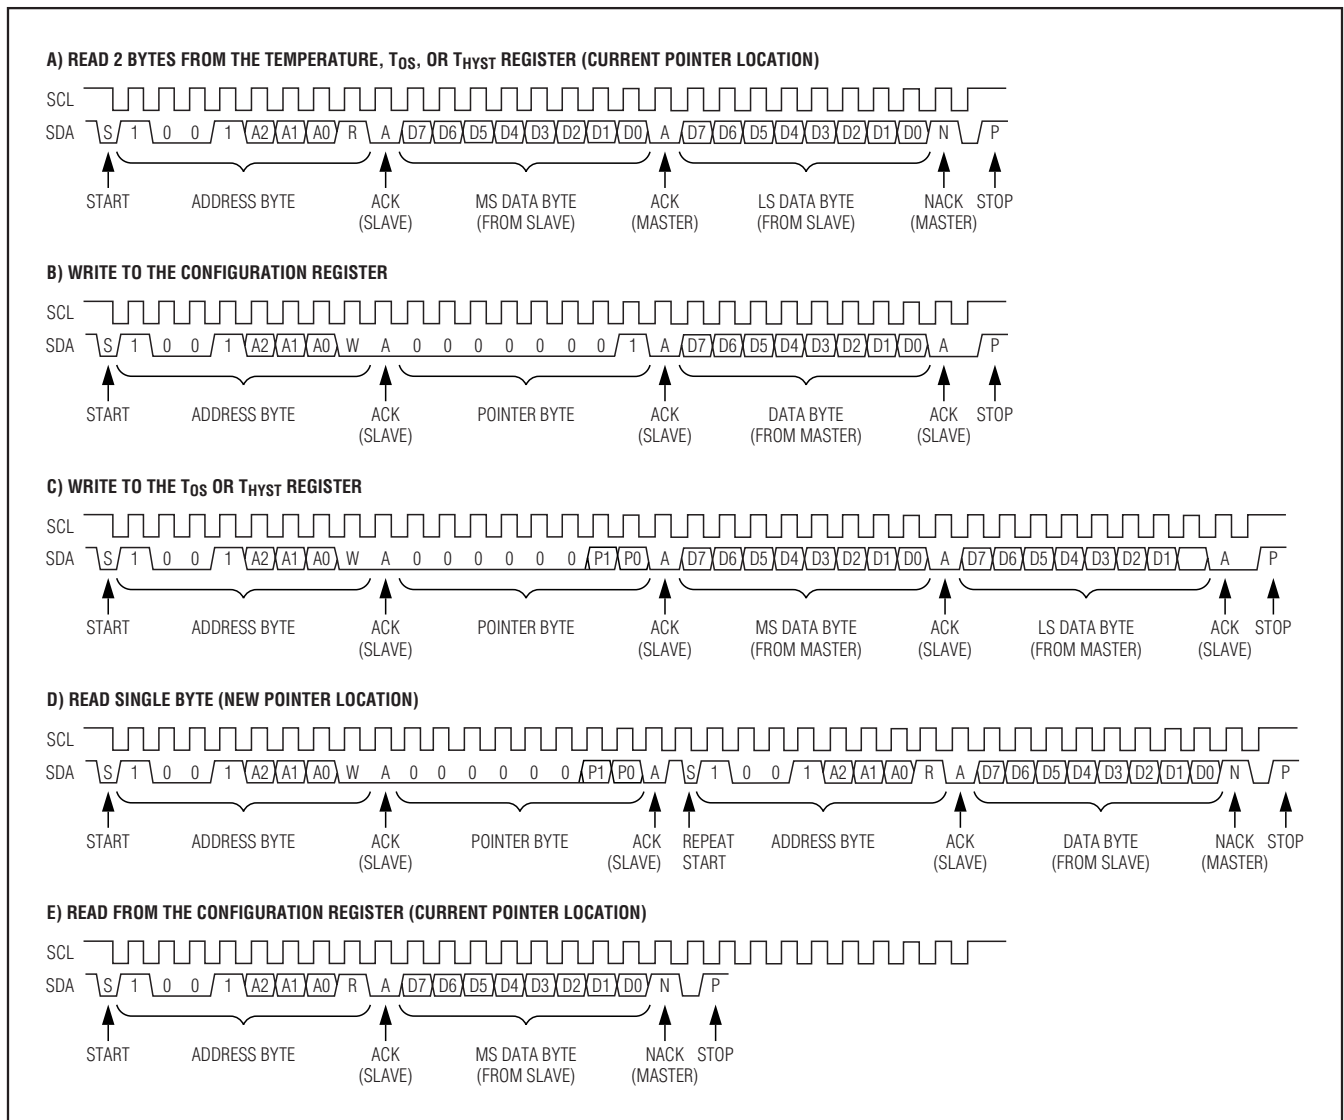 A) READ 2 BYTES FROM THE TEMPERATURE, TOS, OR THYST REGISTER (CURRENT POINTER LOCATION)
SCL
SDA S 1 0 0 1 A2 A1 A0 R A D7 D6 D5 D4 D3 D2 D1 D0 A D7 D6 D5 D4 D3 D2 D1 D0 N P
START ADDRESS BYTE ACK MS DATA BYTE ACK LS DATA BYTE NACK STOP
(SLAVE) (FROM SLAVE) (MASTER) (FROM SLAVE) (MASTER)
B) WRITE TO THE CONFIGURATION REGISTER
SCL
SDA S 1 0 0 1 A2 A1 A0 W A 0 0 0 0 0 0 0 1 A D7 D6 D5 D4 D3 D2 D1 D0 A P
START ADDRESS BYTE ACK POINTER BYTE ACK DATA BYTE ACK STOP
(SLAVE) (SLAVE) (FROM MASTER) (SLAVE)
C) WRITE TO THE TOS OR THYST REGISTER
SCL
SDA S 1 0 0 1 A2 A1 A0 W A 0 0 0 0 0 0 P1 P0 A D7 D6 D5 D4 D3 D2 D1 D0 A D7 D6 D5 D4 D3 D2 D1 A P
START ADDRESS BYTE ACK POINTER BYTE ACK MS DATA BYTE ACK LS DATA BYTE ACK STOP
(SLAVE) (SLAVE) (FROM MASTER) (SLAVE) (FROM MASTER) (SLAVE)
D) READ SINGLE BYTE (NEW POINTER LOCATION)
SCL
SDA S 1 0 0 1 A2 A1 A0 W A 0 0 0 0 0 0 P1 P0 A S 1 0 0 1 A2 A1 A0 R A D7 D6 D5 D4 D3 D2 D1 D0 N P
START ADDRESS BYTE ACK POINTER BYTE ACK REPEAT ADDRESS BYTE ACK DATA BYTE NACK STOP
(SLAVE) (SLAVE) START (SLAVE) (FROM SLAVE) (MASTER)
E) READ FROM THE CONFIGURATION REGISTER (CURRENT POINTER LOCATION)
SCL
SDA S 1 0 0 1 A2 A1 A0 R A D7 D6 D5 D4 D3 D2 D1 D0 N P
START ADDRESS BYTE ACK MS DATA BYTE NACK STOP
(SLAVE) (FROM SLAVE) (MASTER)